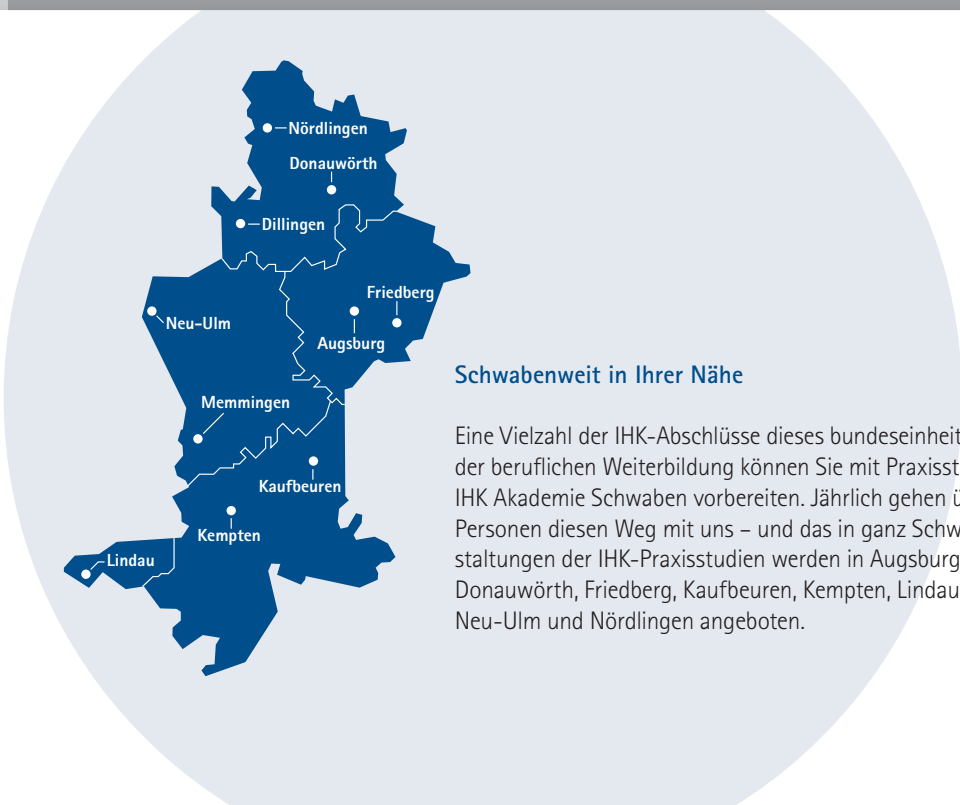 Nördlingen
Donauwörth
Dillingen
Friedberg
Neu-Ulm
Augsburg
Schwabenweit in Ihrer Nähe
Memmingen
Eine Vielzahl der IHK-Abschlüsse dieses
der beruflichen Weiterbildung können Sie mit
IHK Akademie Schwaben vorbereiten. Jährlich gehen
Kaufbeuren
Personen diesen Weg mit uns – und das in ganz
Kempten
staltungen der IHK-Praxisstudien werden in Augsburg
Lindau
Donauwörth, Friedberg, Kaufbeuren, Kempten, Lindau
Neu-Ulm und Nördlingen angeboten.